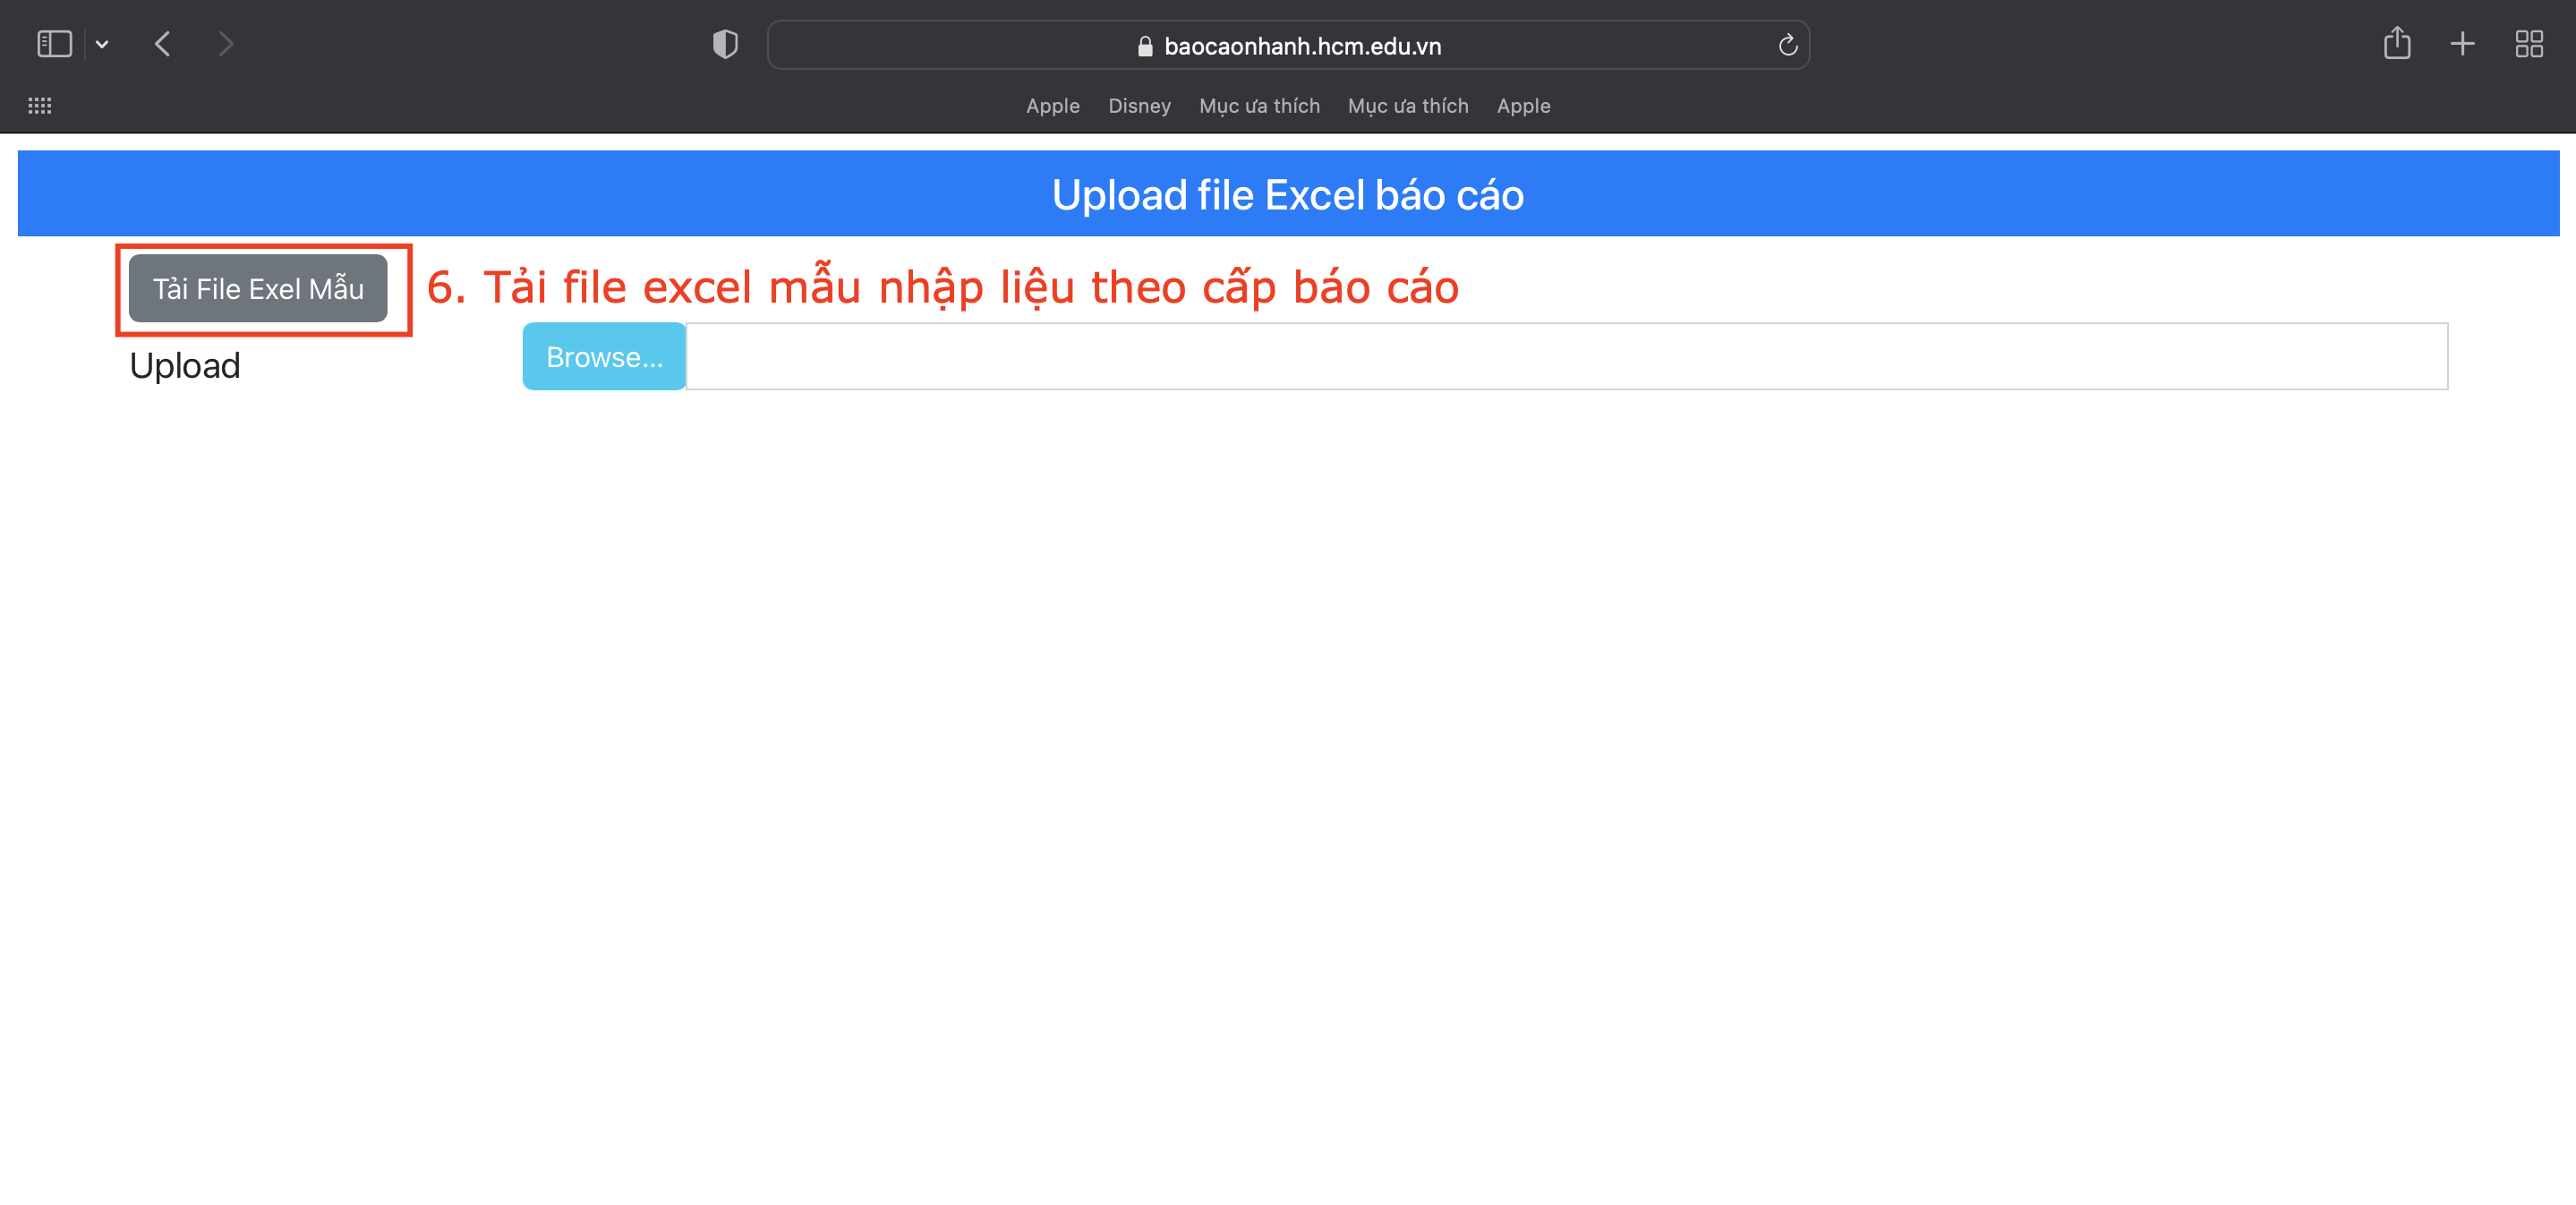 baocaonhanh.hcm.edu.vn
Apple Disney Mục ưa thích Mục ưa thích Apple
Upload file Excel báo cáo
Tải File Exel Mẫu 6. Tải file excel mẫu nhập liệu theo cấp báo cáo
Upload Browse...